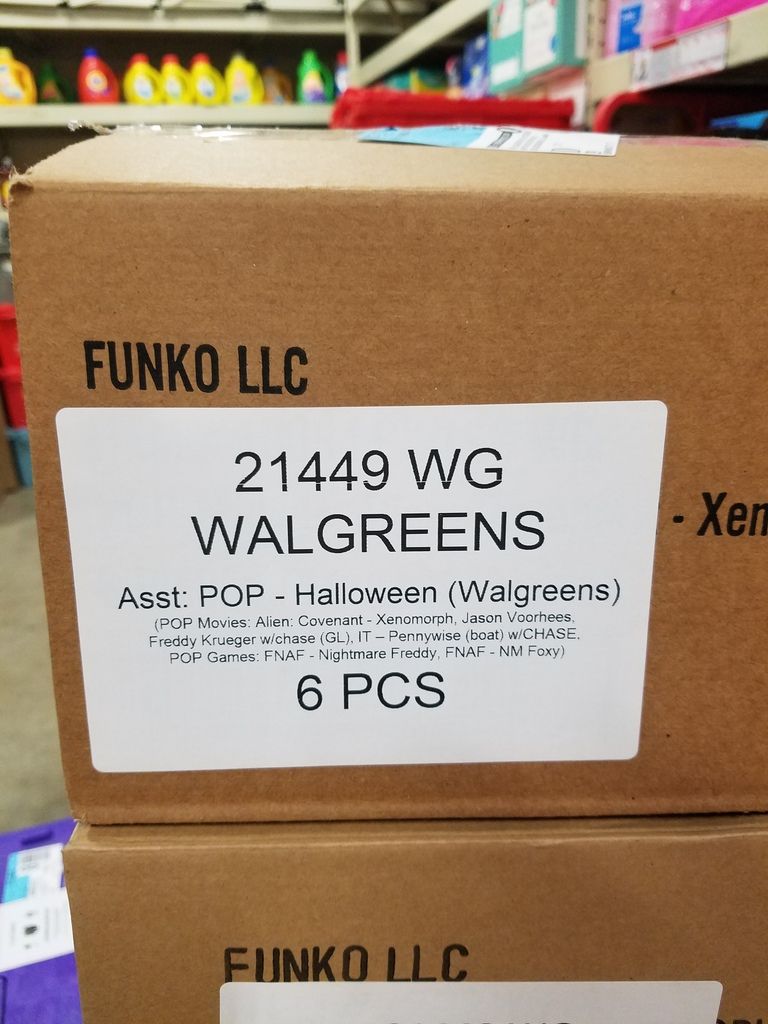 FUNKO LLC
21449 WG
WALGREENS
- Xen
Asst: POP - Halloween (Walgreens)
(POP Movies: Alien: Covenant - Xenomorph, Jason Voorhees,
Freddy Krueger w/chase (GL), IT – Pennywise (boat) w/CHASE,
POP Games: FNAF - Nightmare Freddy, FNAF - NM Foxy)
6 PCS
FUNKO LLC